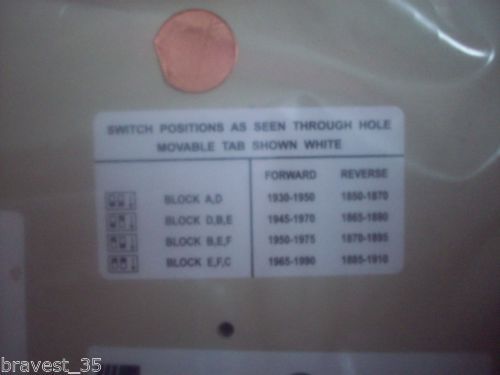 SWITCH POSITIONS AS SEEN THROUGH HOLE
MOVABLE TAB SHOWN WHITE
FORWARD REVERSE
BLOCK A,D 1930-1950 1850-1870
BLOCK D,B,E 1945-1970 1865-1890
BLOCK B,E,F 1950-1975 1870-1895
BLOCK E,F,C 1965-1990 1885-1910
bravest_35